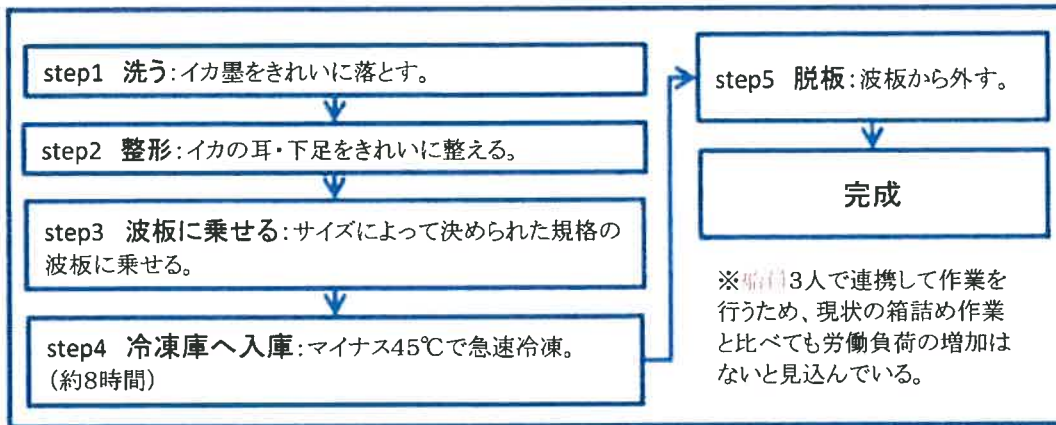 step1 洗う：イカ墨をきれいに落とす。
step2 整形：イカの耳・下足をきれいに整える。
step3 波板に乗せる：サイズによって決められた規格の
波板に乗せる。
step4 冷凍庫へ入庫：マイナス45℃で急速冷凍。
（約8時間）
step5 脱板：波板から外す。
完成
※3人で連携して作業を
行うため、現状の箱詰め作業
と比べても労働負荷の増加は
ないと見込んでいる。